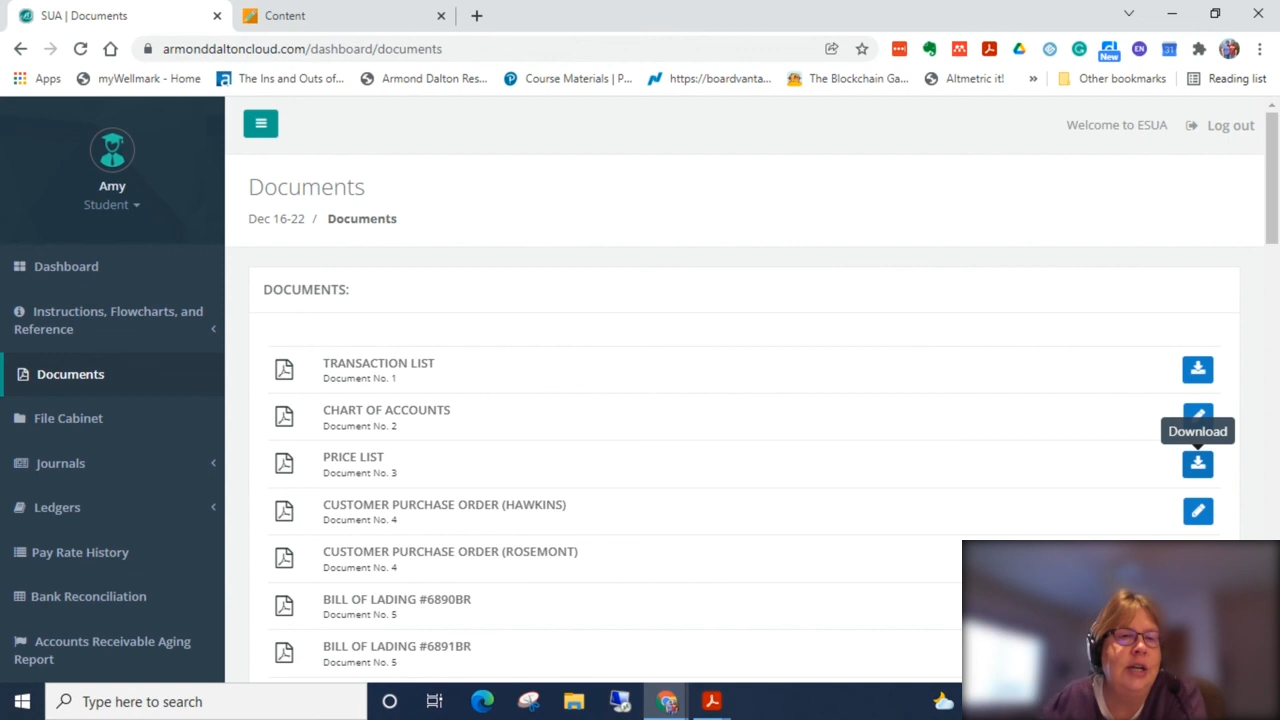 SUA | Documents
Content
armonddaltoncloud.com/dashboard/documents
New
EN
31
Apps
myWellmark - Home
The Ins and Outs of...
Armond Dalton Res...
Course Materials | P...
https://boardvanta...
The Blockchain Ga...
Altmetric it!
»
Other bookmarks
Reading list
Amy
Student
Welcome to ESUA
Log out
Documents
Dec 16-22 / Documents
Dashboard
Instructions, Flowcharts, and
Reference
Documents
File Cabinet
Journals
Ledgers
Pay Rate History
Bank Reconciliation
Accounts Receivable Aging
Report
DOCUMENTS:
TRANSACTION LIST
Document No. 1
CHART OF ACCOUNTS
Document No. 2
Download
PRICE LIST
Document No. 3
CUSTOMER PURCHASE ORDER (HAWKINS)
Document No. 4
CUSTOMER PURCHASE ORDER (ROSEMONT)
Document No. 4
BILL OF LADING #6890BR
Document No. 5
BILL OF LADING #6891BR
Document No. 5
Type here to search